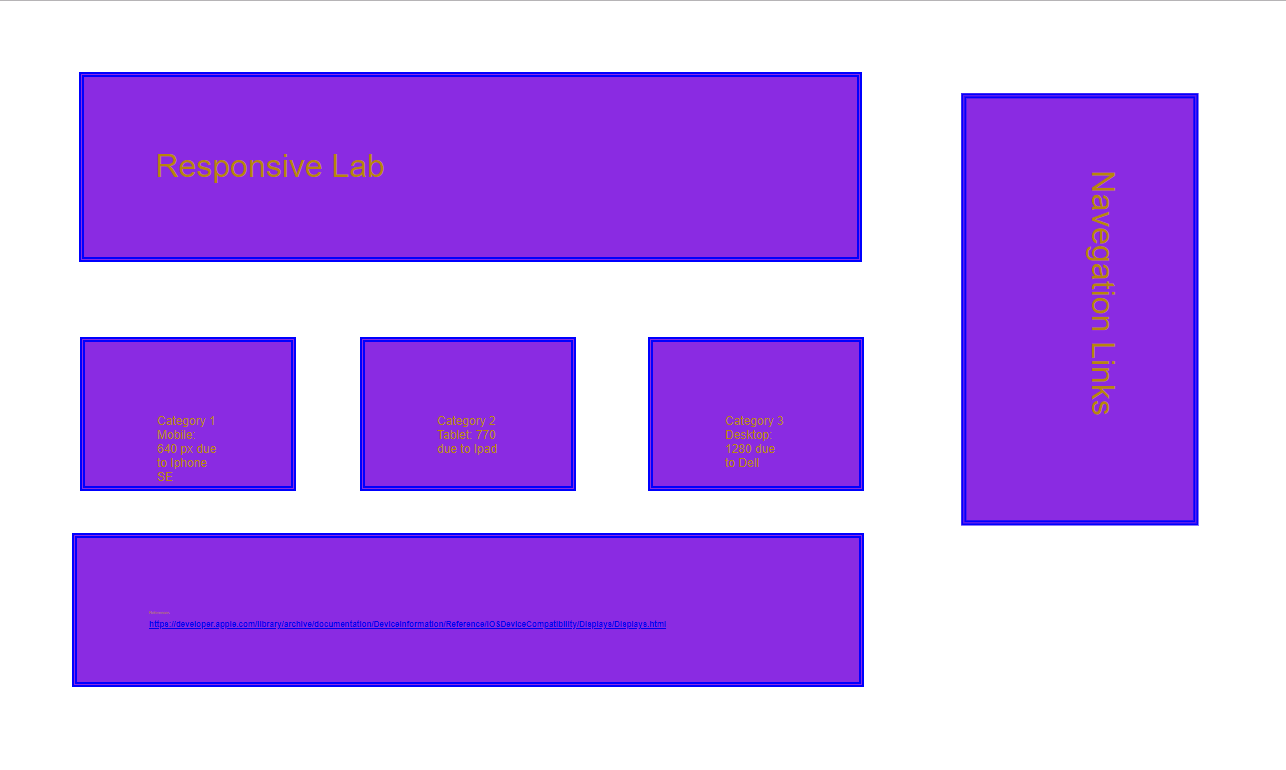 Responsive Lab
Navegation Links
Category 1
Mobile:
640 px due
to Iphone
SE
Category 2
Tablet: 770
due to Ipad
Category 3
Desktop:
1280 due
to Dell
https://developer.apple.com/library/archive/documentation/DeviceInformation/Reference/iOSDeviceCompatibility/Displays/Displays.html